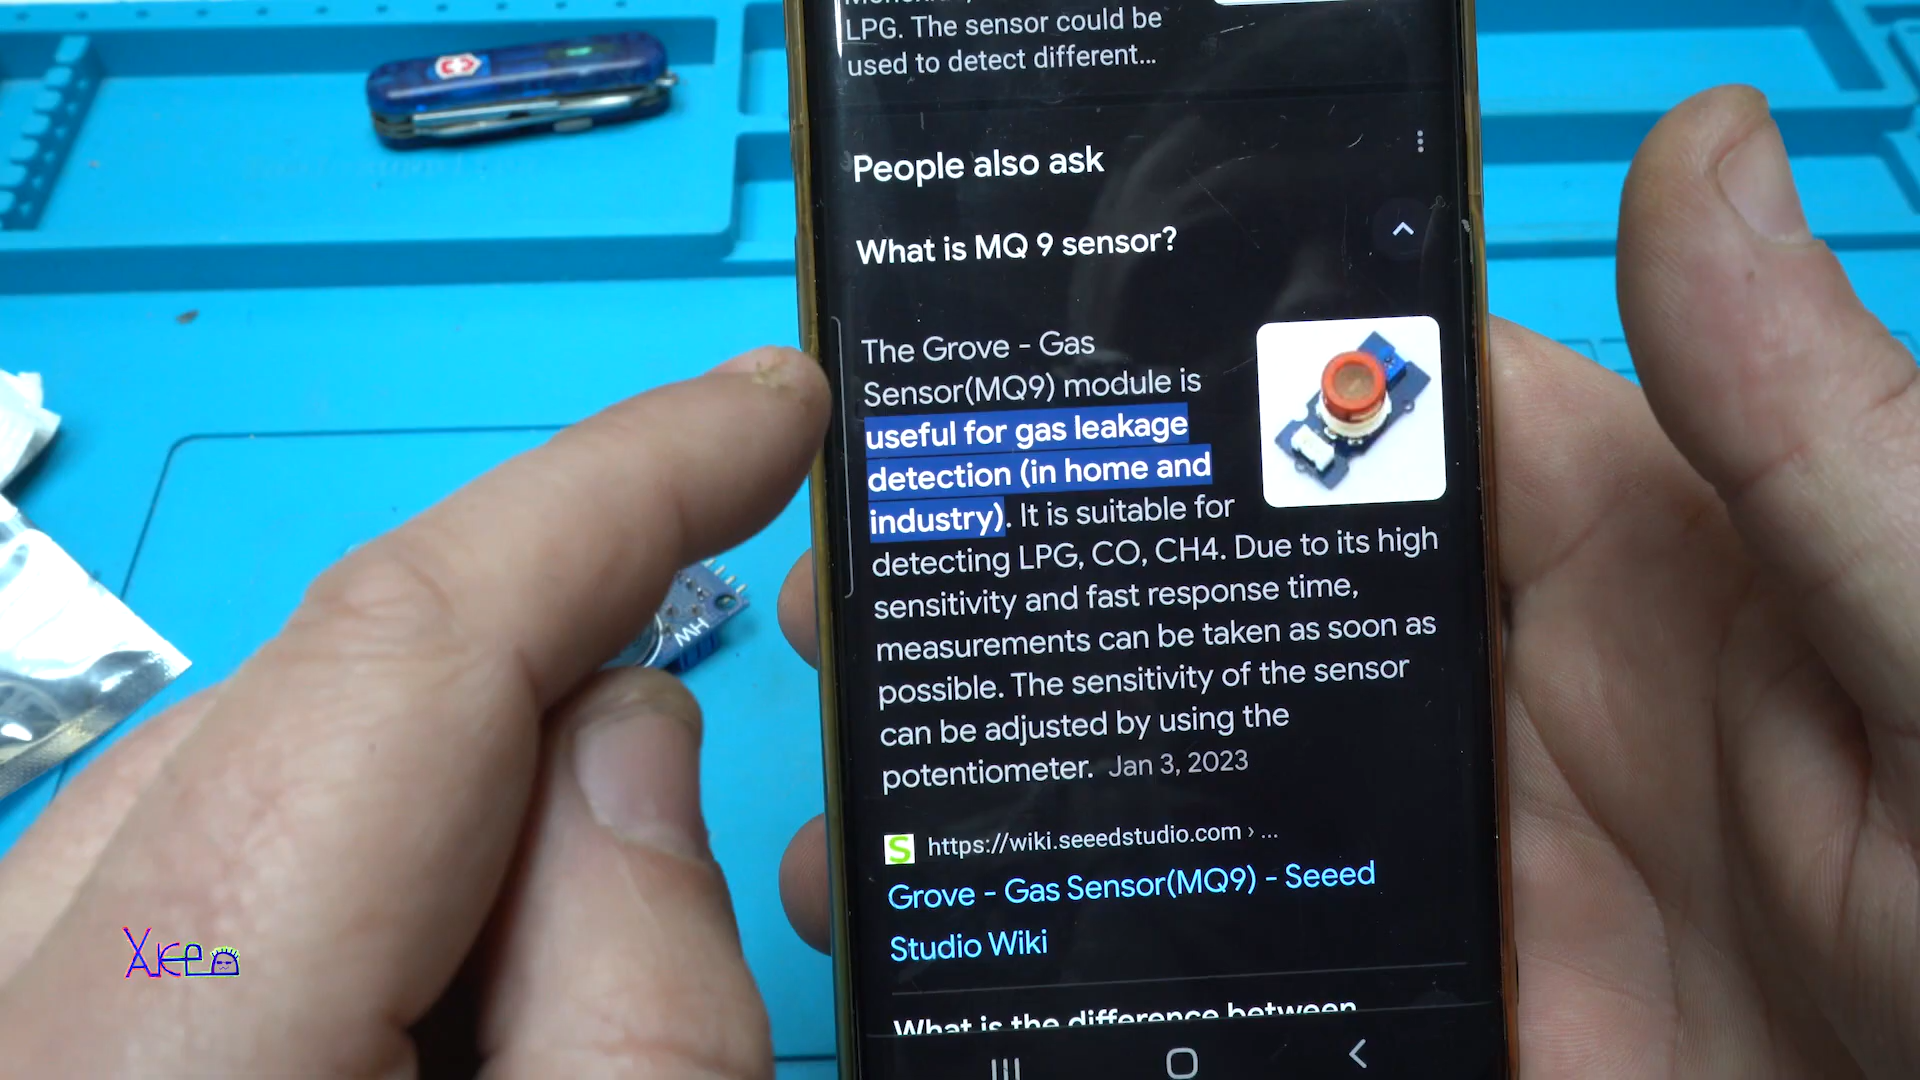 LPG. The sensor could be
used to detect different...
People also ask
What is MQ 9 sensor?
The Grove - Gas
Sensor(MQ9) module is
useful for gas leakage
detection (in home and
industry). It is suitable for
detecting LPG, CO, CH4. Due to its high
sensitivity and fast response time,
measurements can be taken as soon as
possible. The sensitivity of the sensor
can be adjusted by using the
potentiometer. Jan 3, 2023
S https://wiki.seeedstudio.com › ...
Grove - Gas Sensor(MQ9) - Seeed
Studio Wiki
What is the difference between
HW